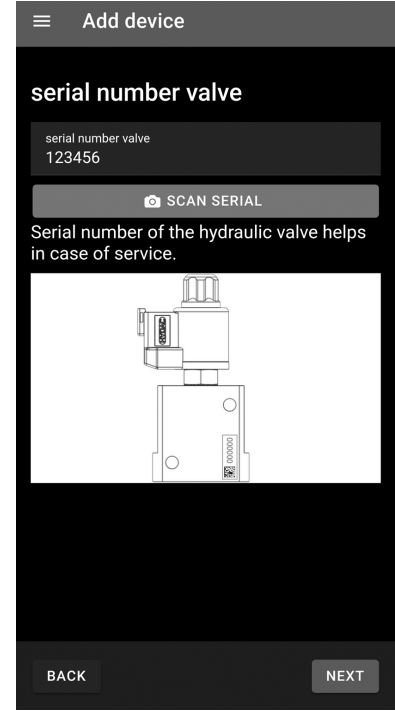 Add device
serial number valve
serial number valve
123456
SCAN SERIAL
Serial number of the hydraulic valve helps
in case of service.
HYDAC
000000
BACK
NEXT